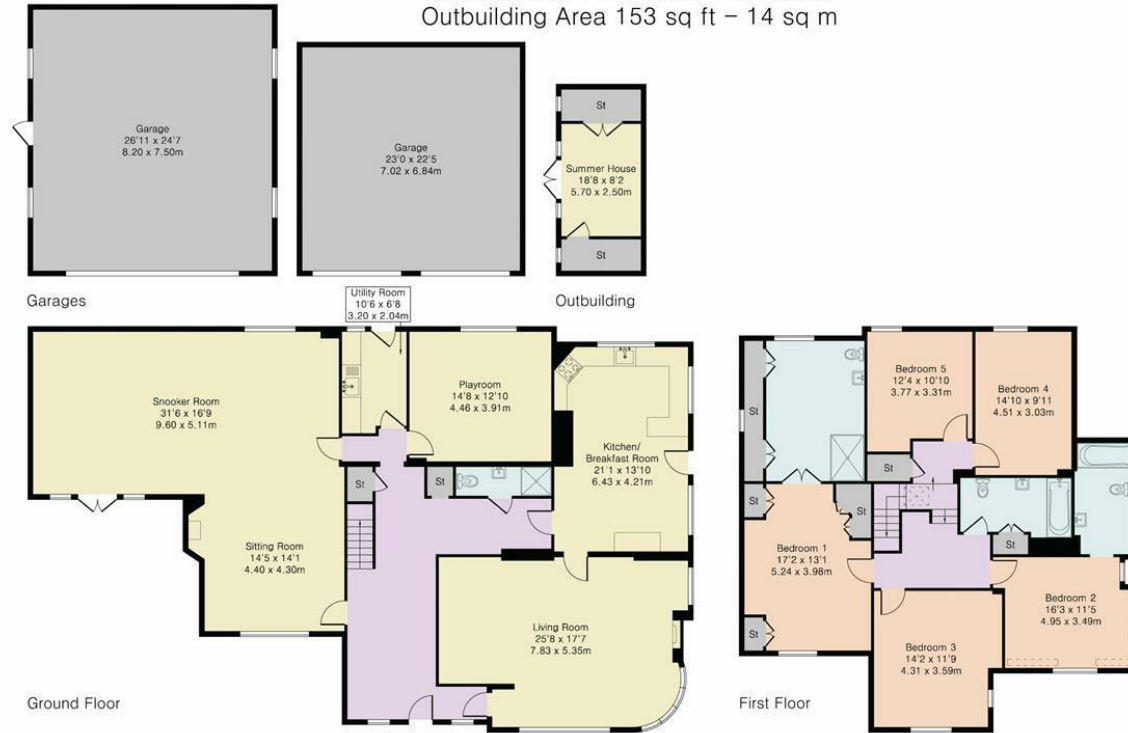 Outbuilding Area 153 sq ft – 14 sq m
Garage
26'11 x 24'7
8.20 x 7.50m
Garage
23'0 x 22'5
7.02 x 6.84m
St
Summer House
18'8 x 8'2
5.70 x 2.50m
St
Garages
Outbuilding
Utility Room
10'6 x 6'8
3.20 x 2.04m
Snooker Room
31'6 x 16'9
9.60 x 5.11m
Playroom
14'8 x 12'10
4.46 x 3.91m
Kitchen/
Breakfast Room
21'1 x 13'10
6.43 x 4.21m
St
St
Sitting Room
14'5 x 14'1
4.40 x 4.30m
Living Room
25'8 x 17'7
7.83 x 5.35m
Ground Floor
St
Bedroom 5
12'4 x 10'10
3.77 x 3.31m
Bedroom 4
14'10 x 9'11
4.51 x 3.03m
St
St
St
St
Bedroom 1
17'2 x 13'1
5.24 x 3.98m
Bedroom 2
16'3 x 11'5
4.95 x 3.49m
St
Bedroom 3
14'2 x 11'9
4.31 x 3.59m
First Floor